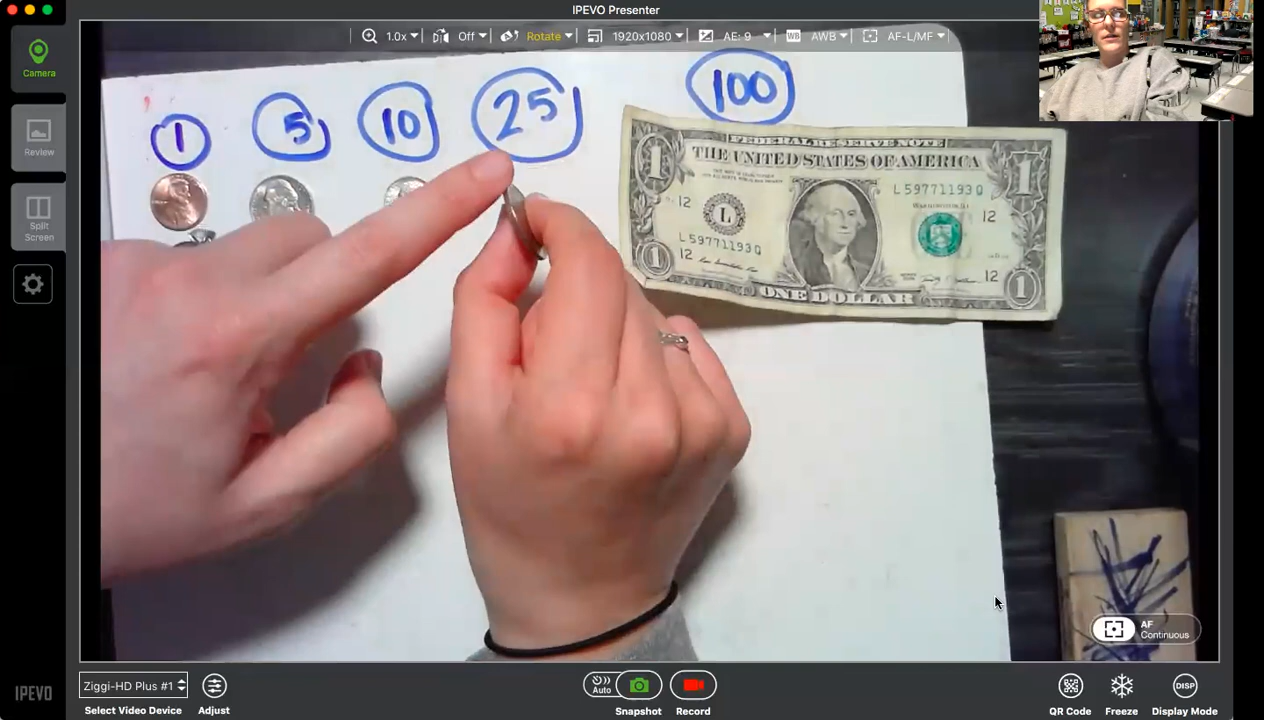 IPEVO Presenter
1.0x Off Rotate 1920x1080 AE: 9 AWB AF-L/MF
Camera
Review
Split
Screen
1 5 10 25 100
FEDERAL RESERVE NOTE
THE UNITED STATES OF AMERICA
1 1
L 59771193 Q
WASHINGTON, D.C.
12 12
L
L 59771193 Q
12 12
1 1
ONE DOLLAR
AF
Continuous
IPEVO
Ziggi-HD Plus #1
Select Video Device
Adjust
Auto
Snapshot
Record
QR Code
Freeze
DISP
Display Mode